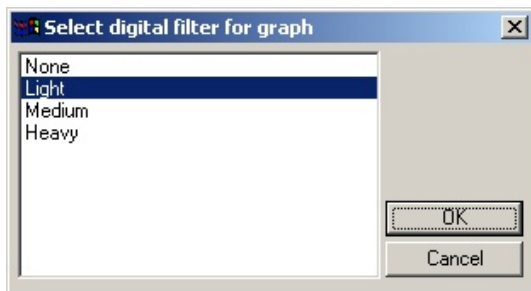 Select digital filter for graph
None
Light
Medium
Heavy
OK
Cancel